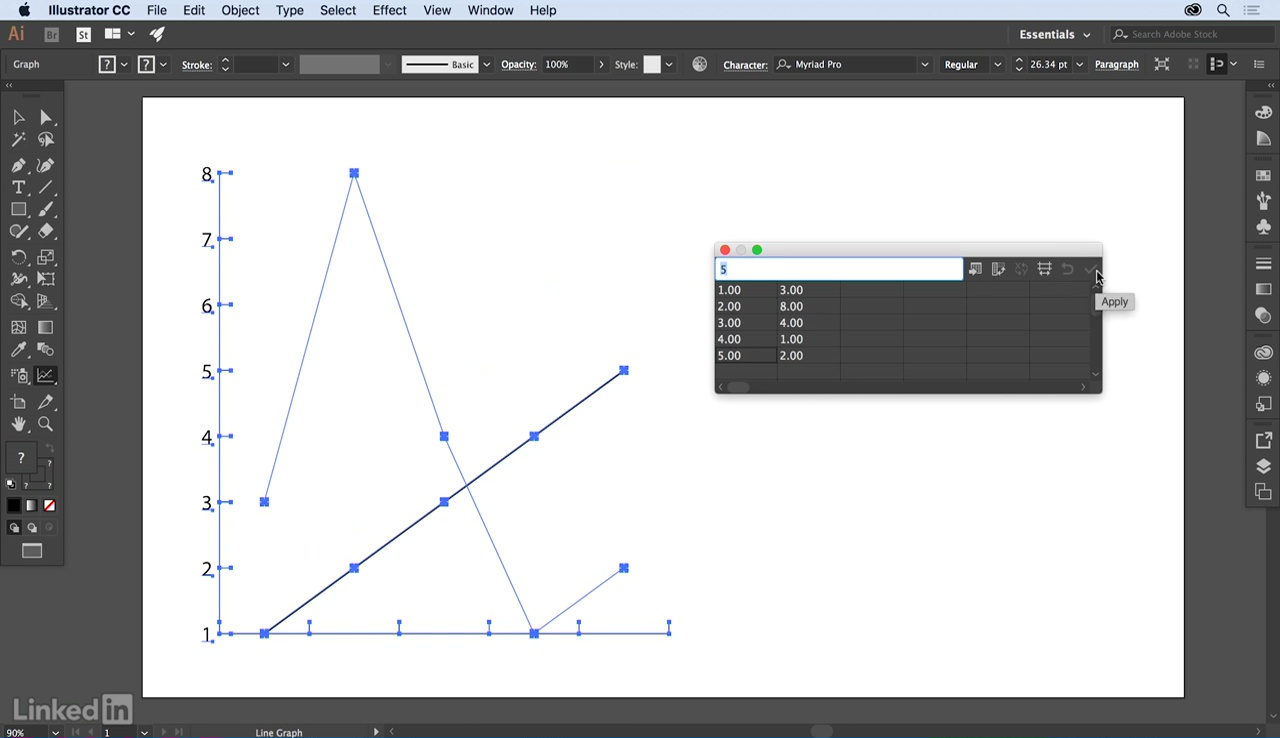 Illustrator CC File Edit Object Type Select Effect View Window Help
Ai Br St Essentials Search Adobe Stock
Graph ? ? Stroke: Basic Opacity: 100% Style: Character: Myriad Pro Regular 26.34 pt Paragraph
8
7
6
5
4
3
2
1
5
1.00 3.00
2.00 8.00
3.00 4.00
4.00 1.00
5.00 2.00
Apply
T
? ?
?
Linked in
90% 1 Line Graph